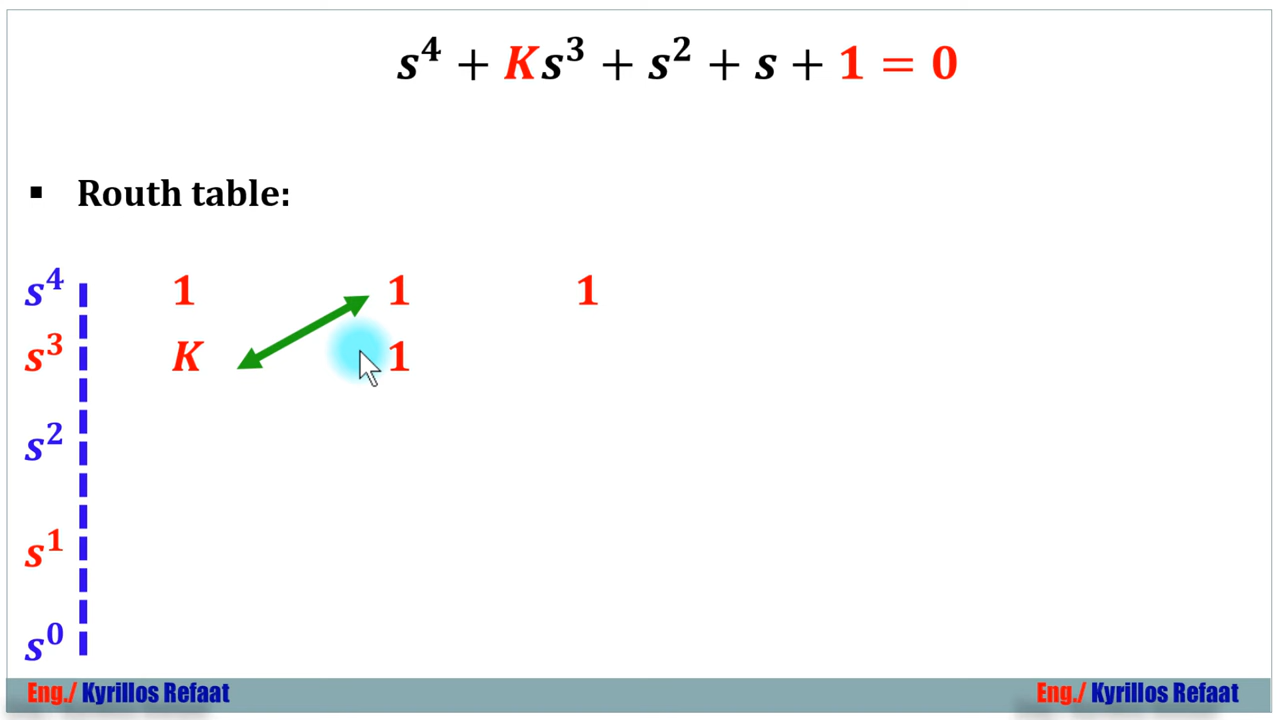 s⁴ + Ks³ + s² + s + 1 = 0
▪ Routh table:
s⁴ 1 1 1
s³ K 1
s²
s¹
s⁰
Eng./ Kyrillos Refaat Eng./ Kyrillos Refaat